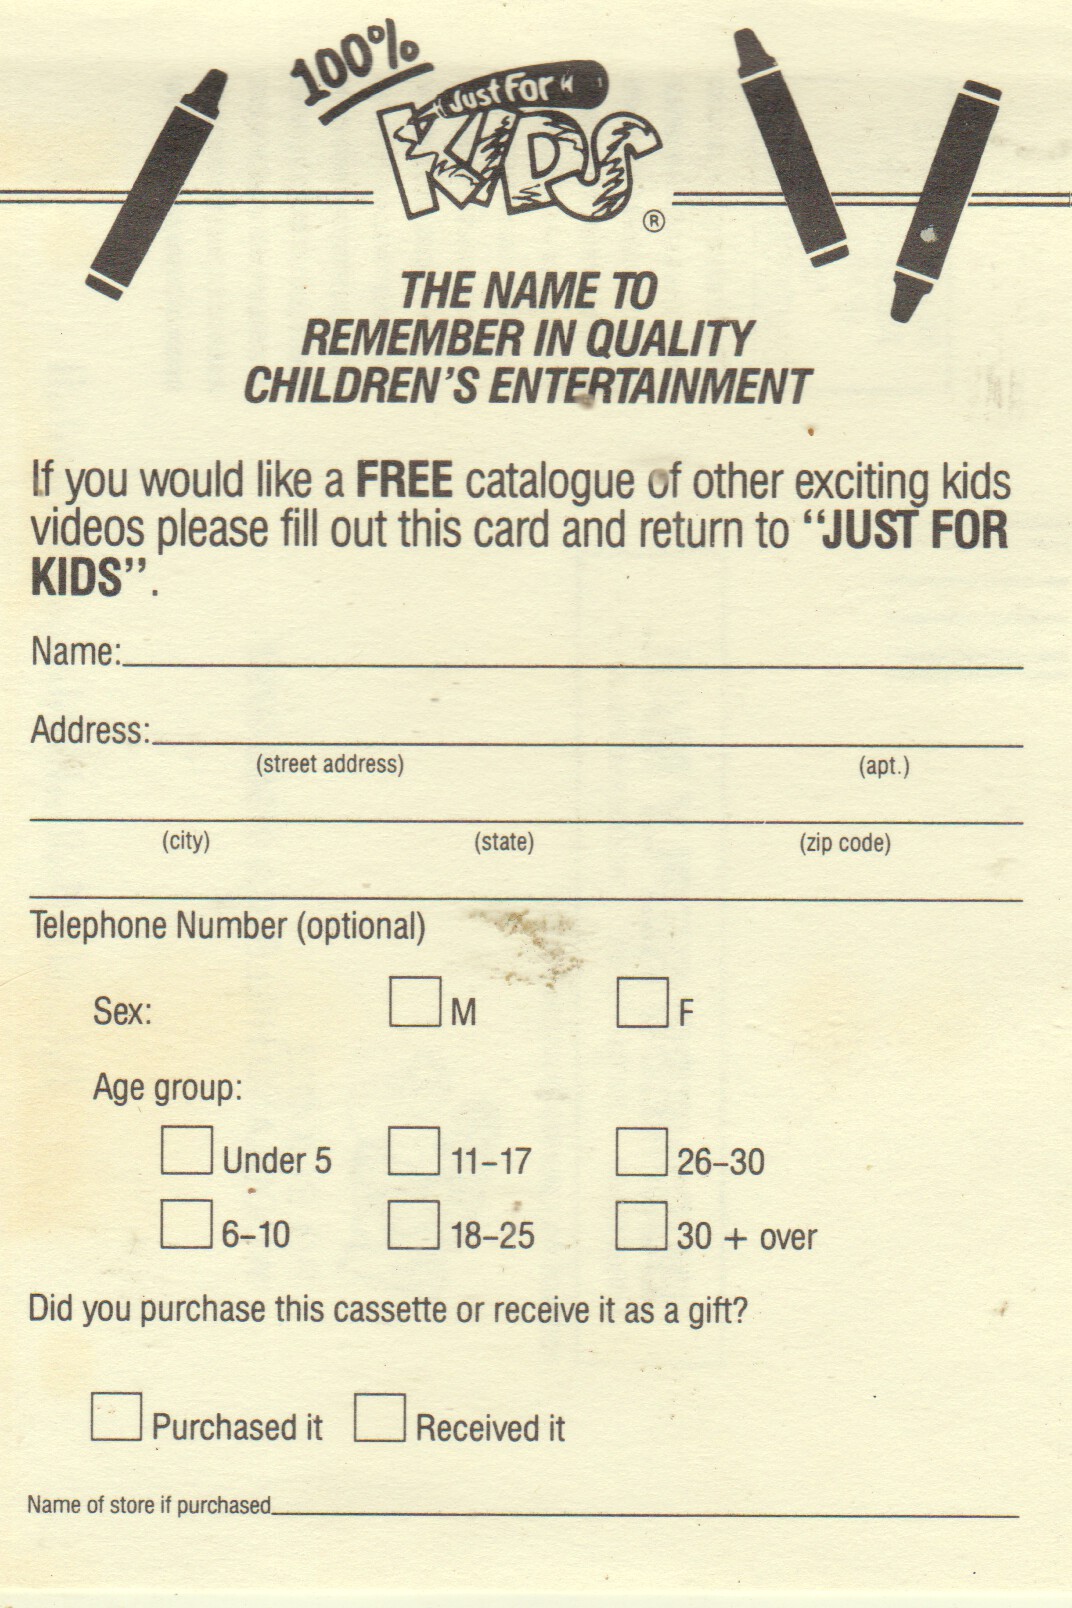 100%
Just For
KIDS
®
THE NAME TO
REMEMBER IN QUALITY
CHILDREN'S ENTERTAINMENT
If you would like a FREE catalogue of other exciting kids
videos please fill out this card and return to “JUST FOR
KIDS”.
Name:
Address:
(street address) (apt.)
(city) (state) (zip code)
Telephone Number (optional)
Sex: M F
Age group:
Under 5 11–17 26–30
6–10 18–25 30 + over
Did you purchase this cassette or receive it as a gift?
Purchased it Received it
Name of store if purchased